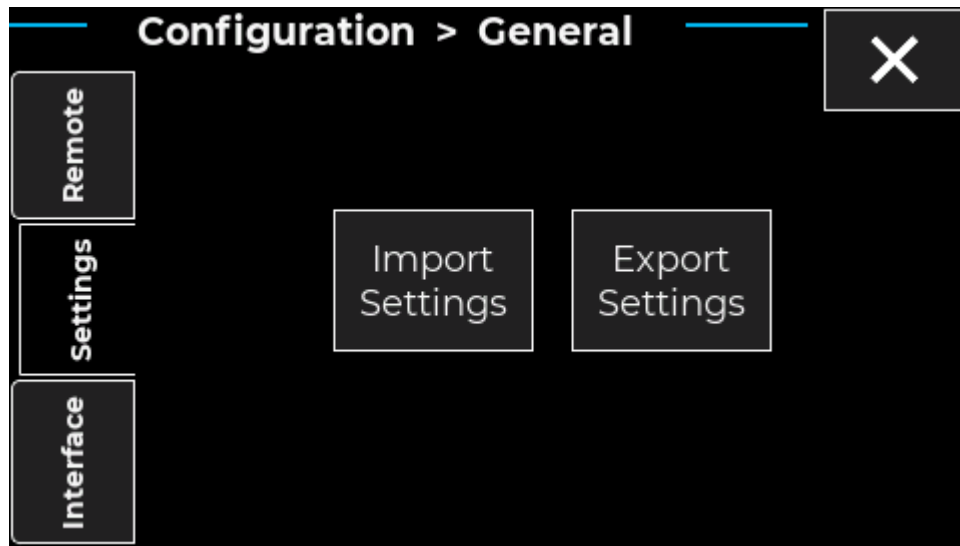 Configuration > General
Remote
Settings
Interface
Import
Settings
Export
Settings